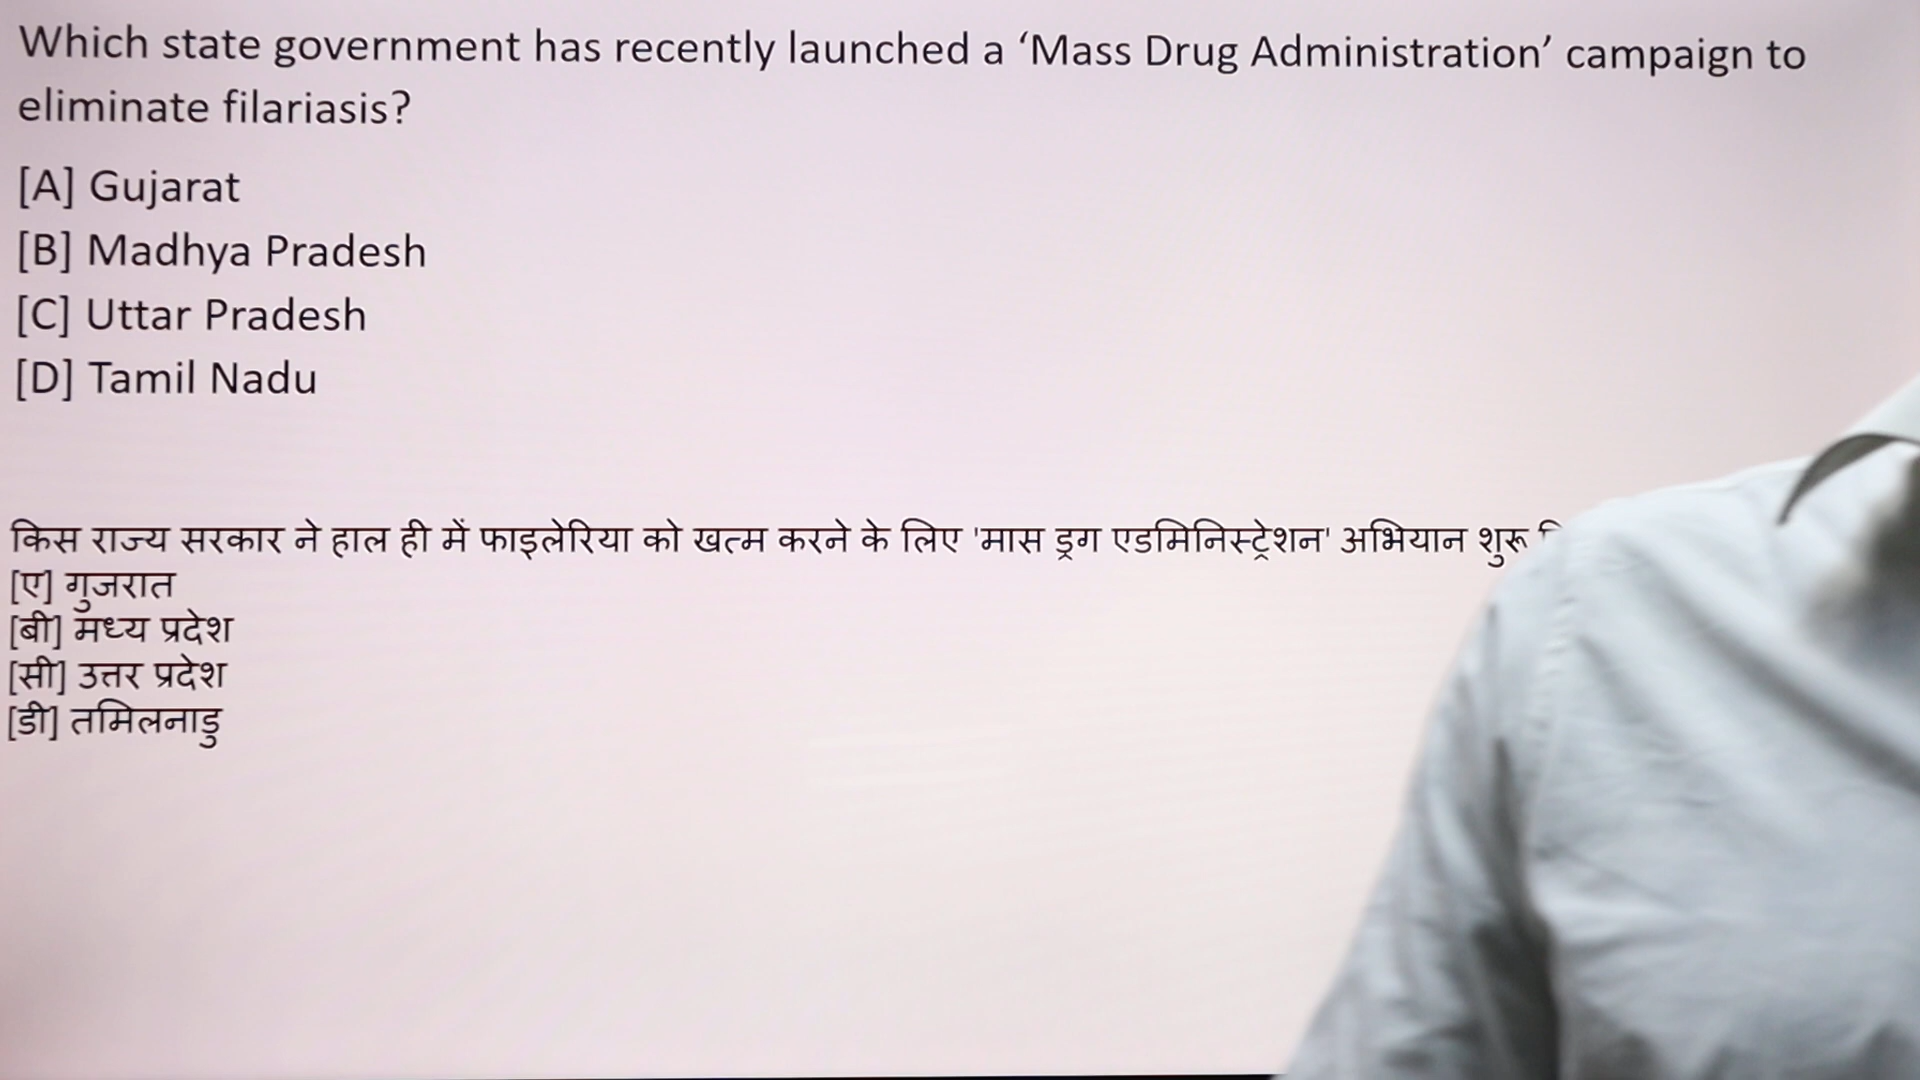 Which state government has recently launched a ‘Mass Drug Administration’ campaign to
eliminate filariasis?
[A] Gujarat
[B] Madhya Pradesh
[C] Uttar Pradesh
[D] Tamil Nadu
किस राज्य सरकार ने हाल ही में फाइलेरिया को खत्म करने के लिए 'मास ड्रग एडमिनिस्ट्रेशन' अभियान शुरू
[ए] गुजरात
[बी] मध्य प्रदेश
[सी] उत्तर प्रदेश
[डी] तमिलनाडु